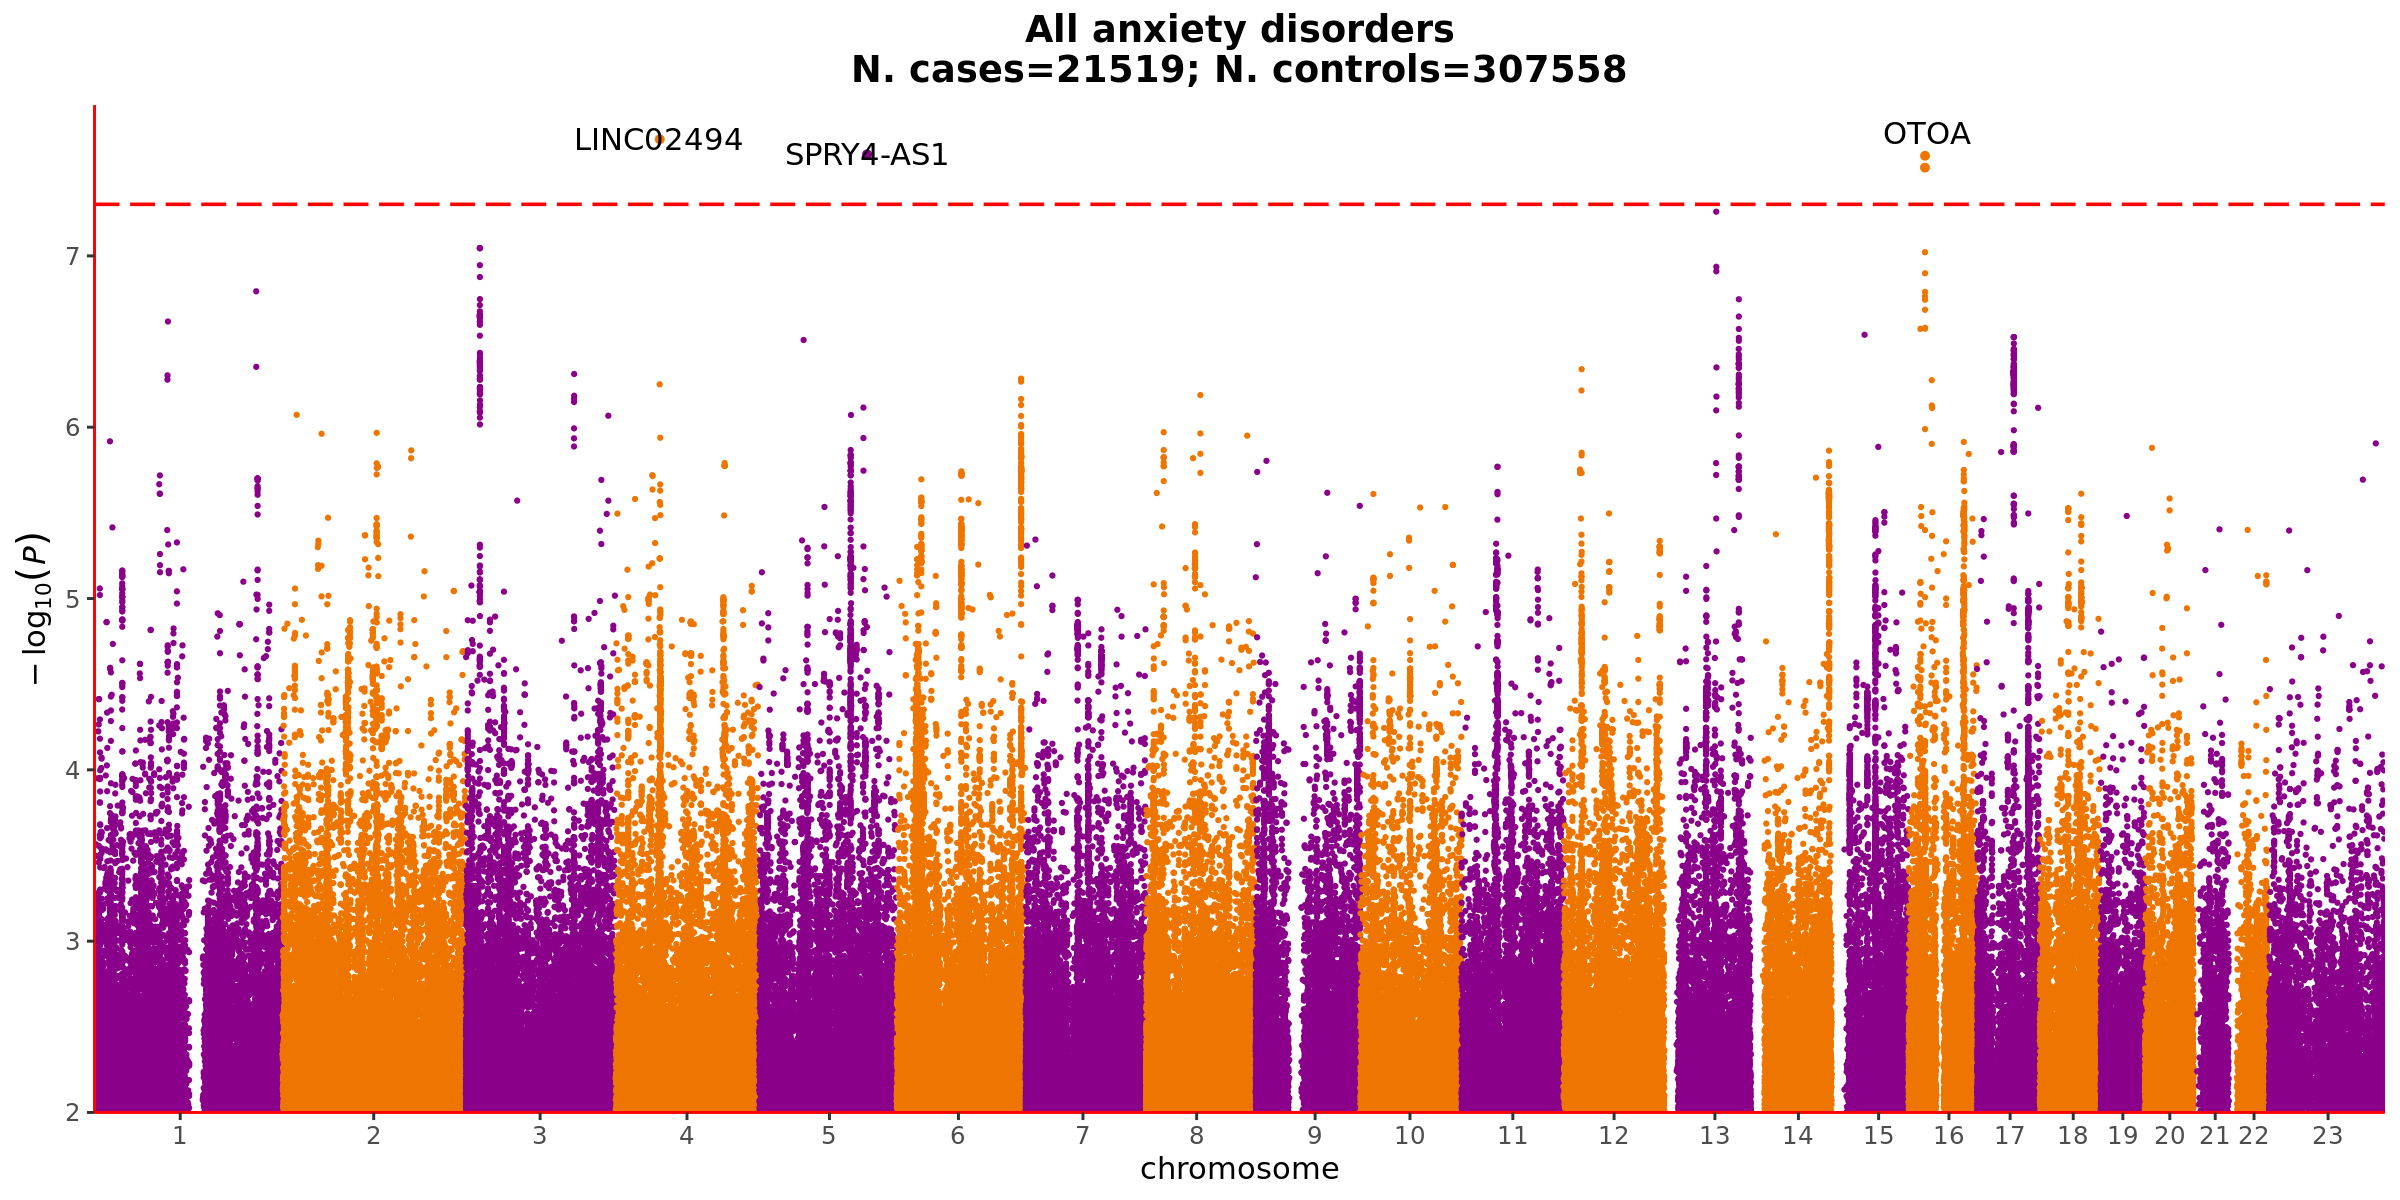 All anxiety disorders
N. cases=21519; N. controls=307558
LINC02494
SPRY4-AS1
OTOA
− log10(P)
7
6
5
4
3
2
1 2 3 4 5 6 7 8 9 10 11 12 13 14 15 16 17 18 19 20 21 22 23
chromosome